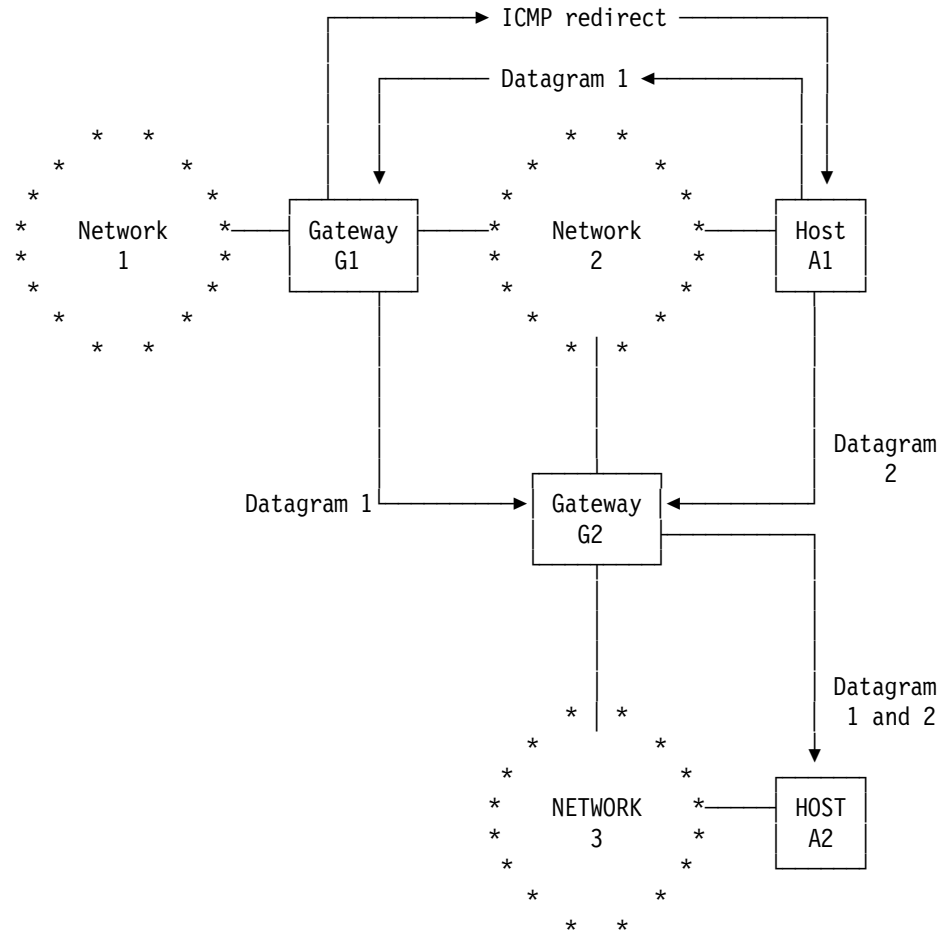 ICMP redirect
Datagram 1
Network
1
Gateway
G1
Network
2
Host
A1
Datagram
2
Datagram 1
Gateway
G2
Datagram
1 and 2
NETWORK
3
HOST
A2